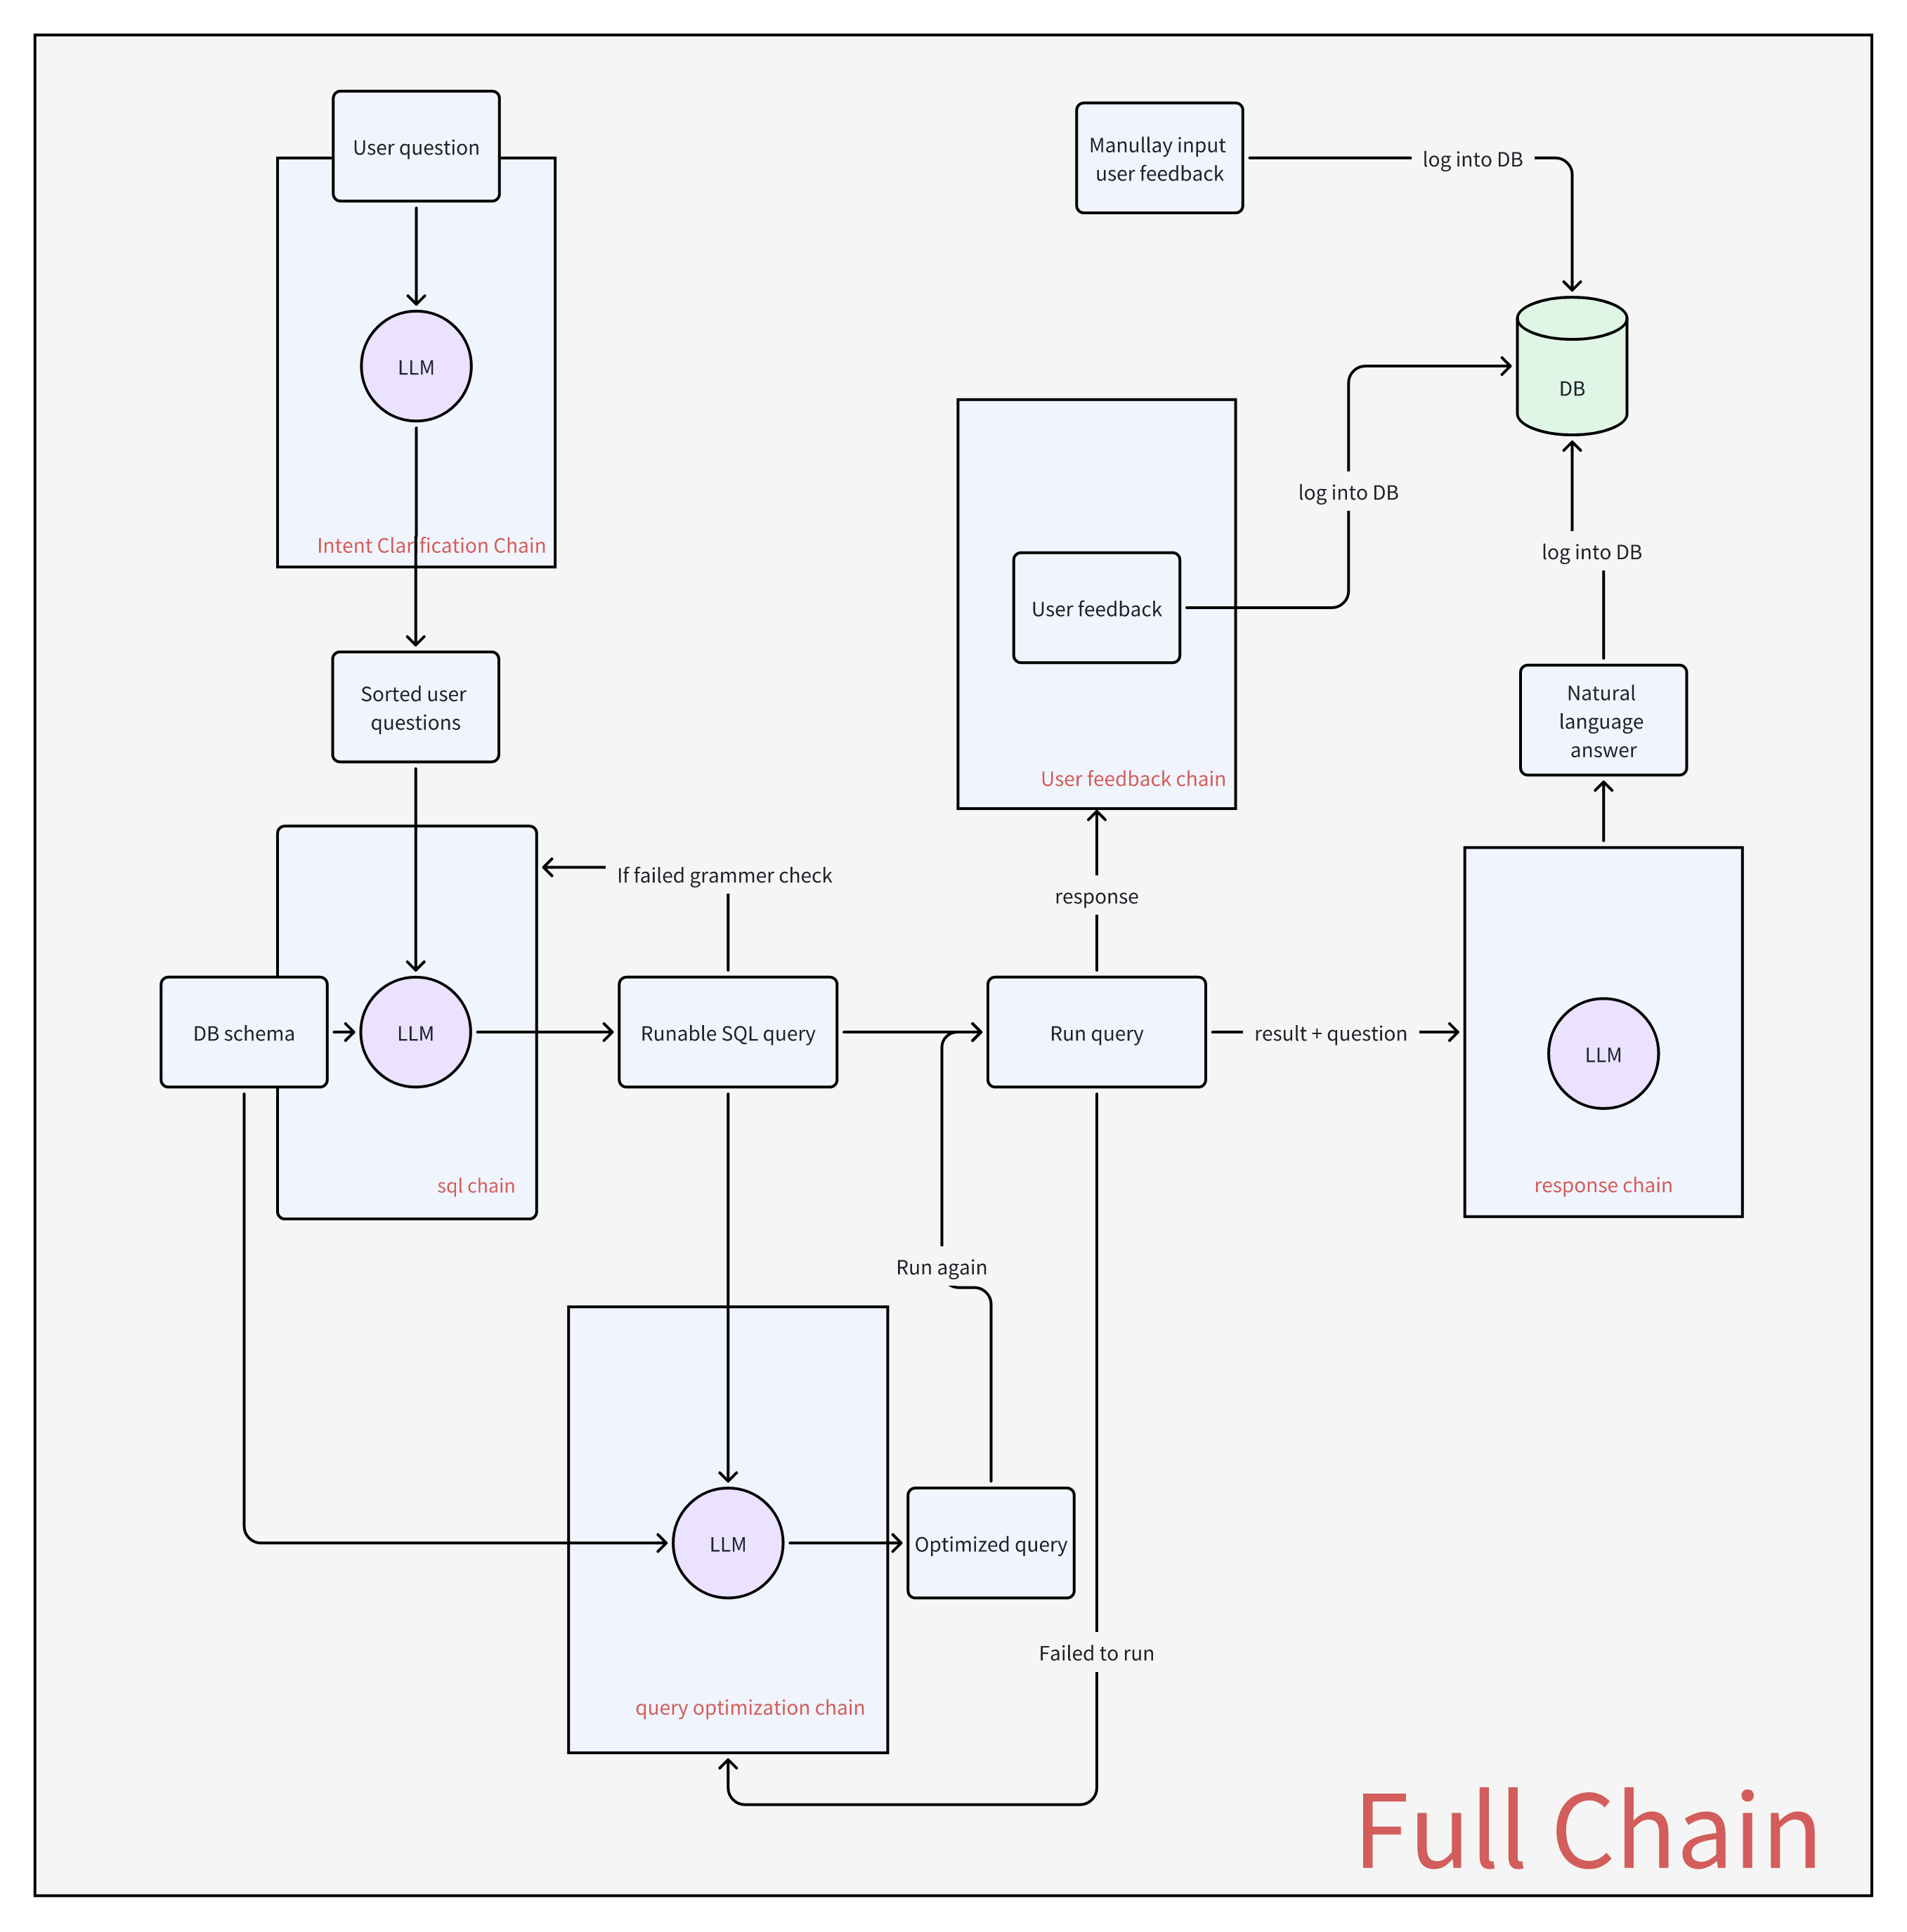 User question
LLM
Intent Clarification Chain
Sorted user
questions
DB schema
LLM
sql chain
If failed grammer check
Runable SQL query
Run query
response
User feedback
User feedback chain
log into DB
Manullay input
user feedback
log into DB
DB
log into DB
Natural
language
answer
result + question
LLM
response chain
Run again
LLM
Optimized query
query optimization chain
Failed to run
Full Chain